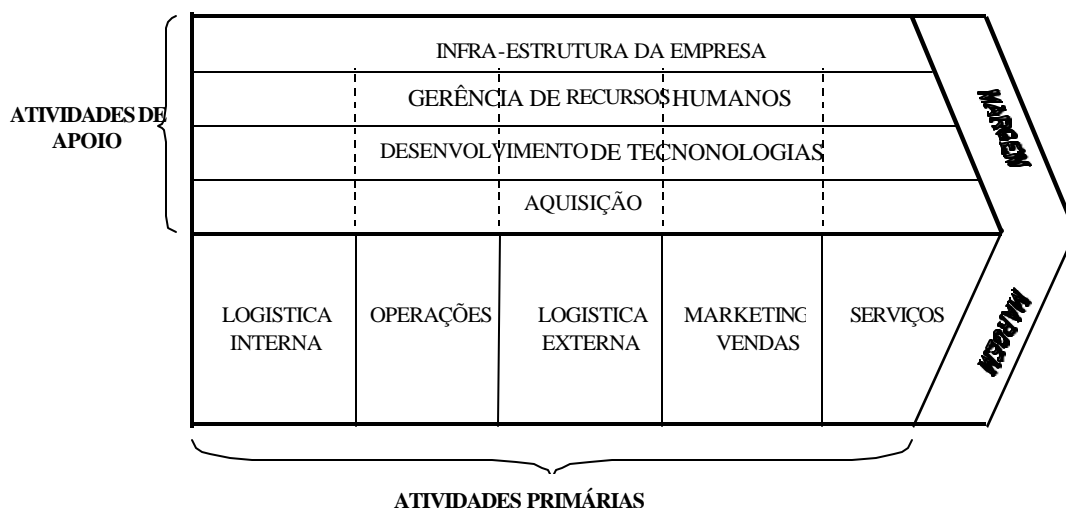 INFRA-ESTRUTURA DA EMPRESA
GERÊNCIA DE RECURSOS HUMANOS
ATIVIDADES DE
APOIO
DESENVOLVIMENTO DE TECNONOLOGIAS
AQUISIÇÃO
MARGEM
LOGISTICA
INTERNA
OPERAÇÕES
LOGISTICA
EXTERNA
MARKETING
VENDAS
SERVIÇOS
MARGEM
ATIVIDADES PRIMÁRIAS